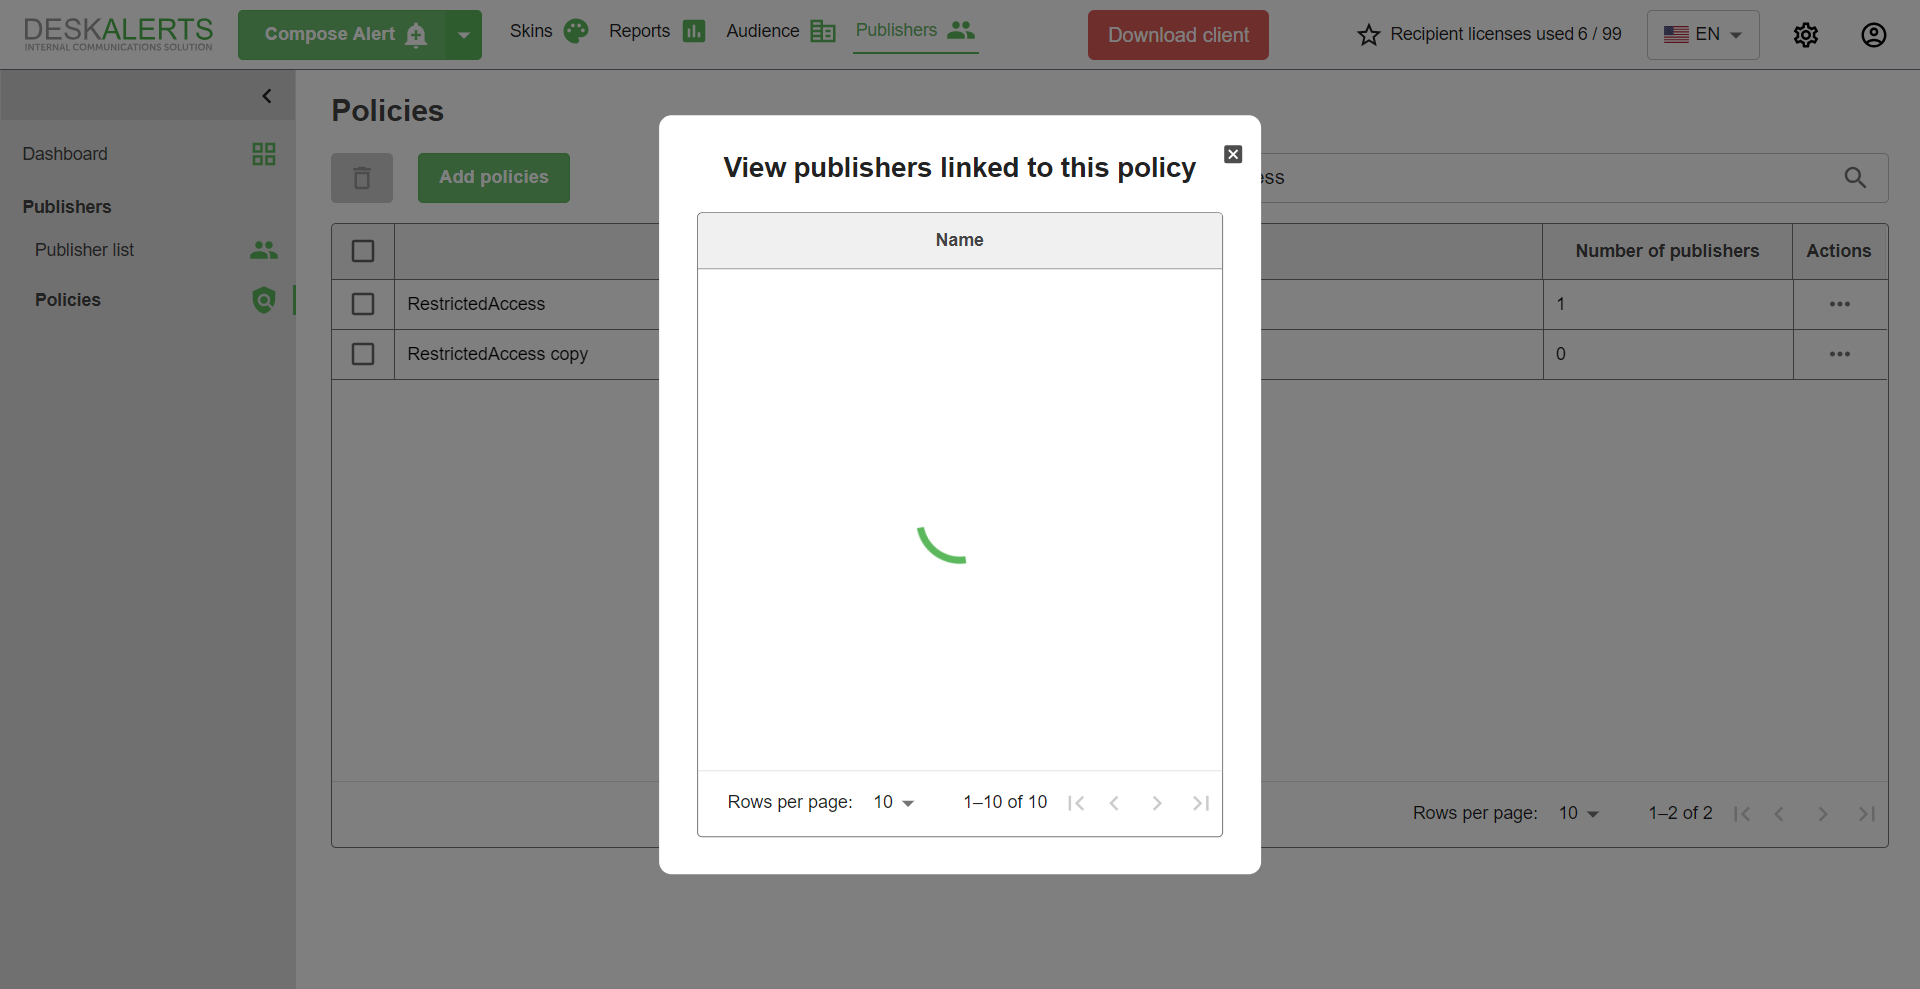 DESKALERTS
INTERNAL COMMUNICATIONS SOLUTION
Compose Alert
Skins
Reports
Audience
Publishers
Download client
Recipient licenses used 6 / 99
EN
Dashboard
Publishers
Publisher list
Policies
Policies
Add policies
Number of publishers
Actions
RestrictedAccess
1
RestrictedAccess copy
0
Rows per page: 10
1–2 of 2
View publishers linked to this policy
Name
Rows per page: 10
1–10 of 10